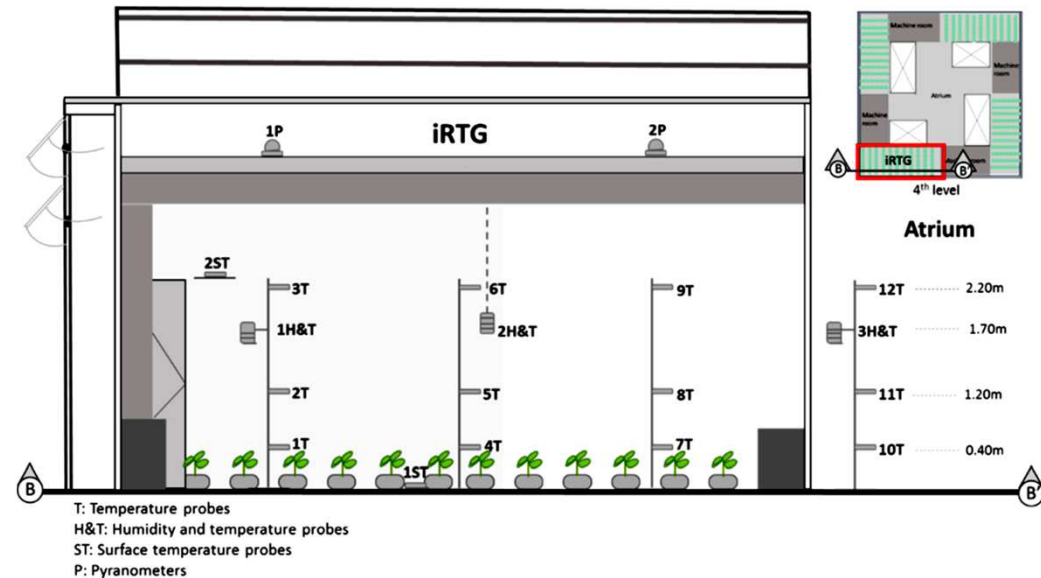 Machine room
Machine
room
Atrium
Machine
room
iRTG
Machine room
B
B'
4th level
1P
iRTG
2P
Atrium
2ST
3T
6T
9T
12T
2.20m
1H&T
2H&T
3H&T
1.70m
2T
5T
8T
11T
1.20m
1T
4T
7T
10T
0.40m
1ST
B
B'
T: Temperature probes
H&T: Humidity and temperature probes
ST: Surface temperature probes
P: Pyranometers